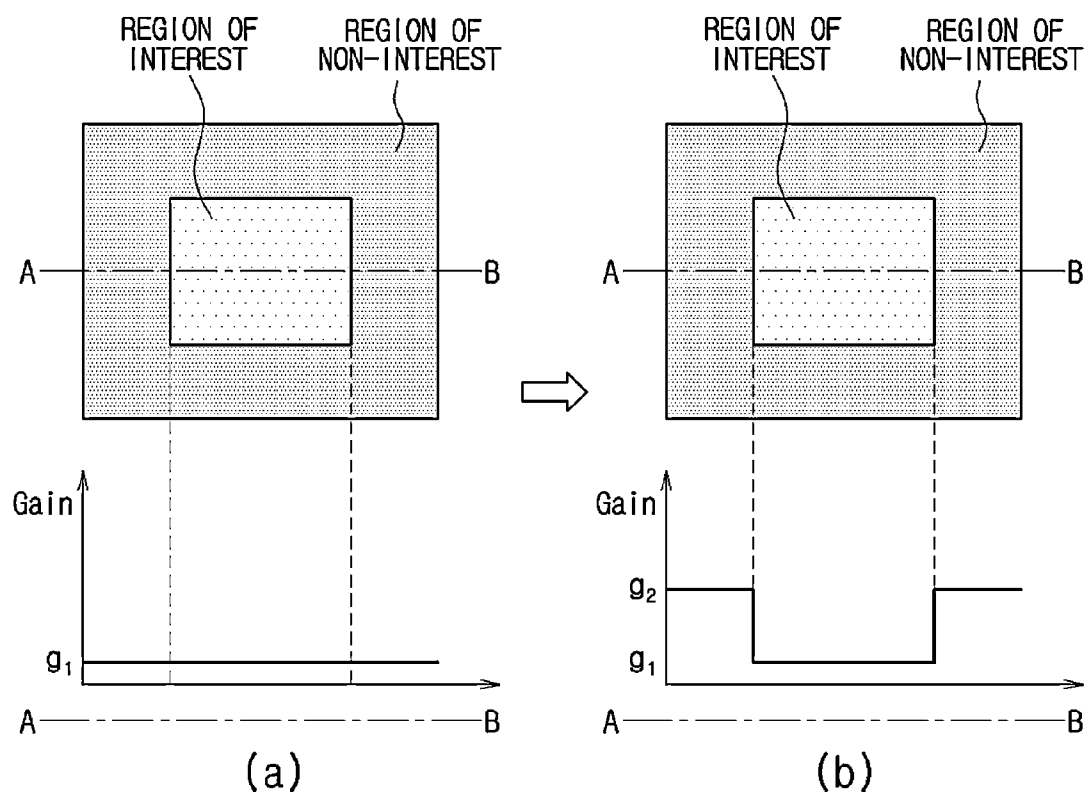 REGION OF
INTEREST
REGION OF
NON-INTEREST
REGION OF
INTEREST
REGION OF
NON-INTEREST
A
B
A
B
Gain
g1
A
B
Gain
g2
g1
A
B
(a)
(b)